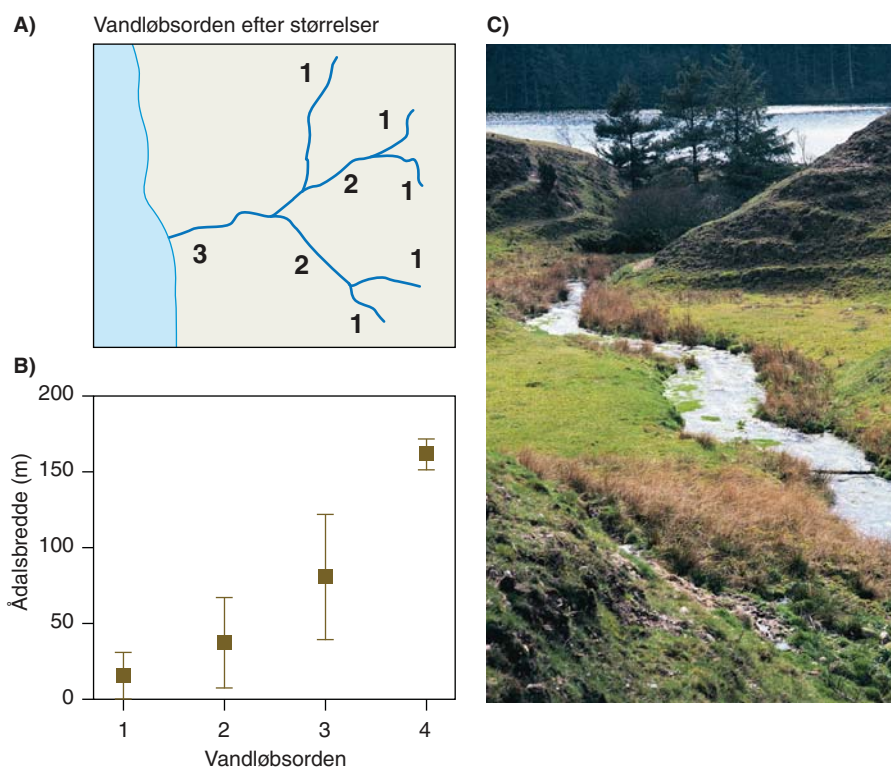 A) Vandløbsorden efter størrelser
1
1
2
1
3
2
1
1
B)
200
150
100
50
0
Ådalsbredde (m)
1 2 3 4
Vandløbsorden
C)